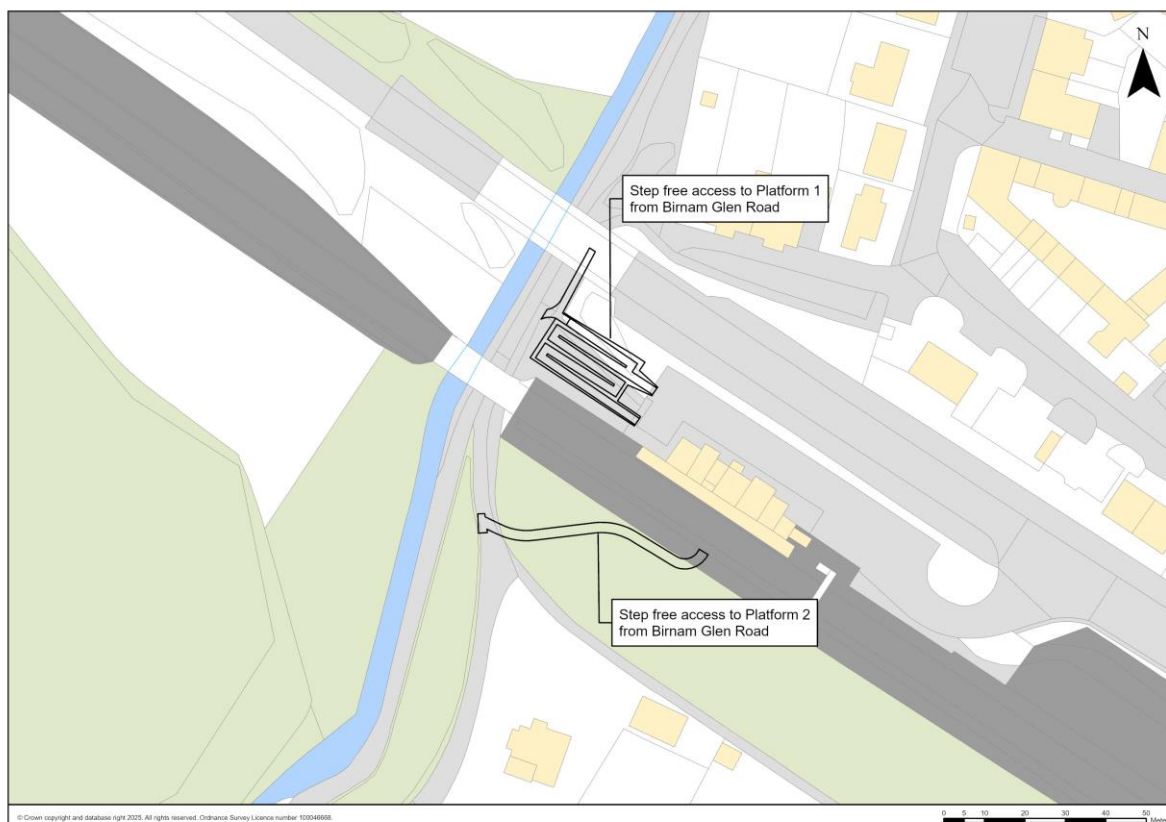 N
Step free access to Platform 1
from Birnam Glen Road
Step free access to Platform 2
from Birnam Glen Road
© Crown copyright and database right 2025. All rights reserved. Ordnance Survey Licence number 100046668.
0 5 10 20 30 40 50